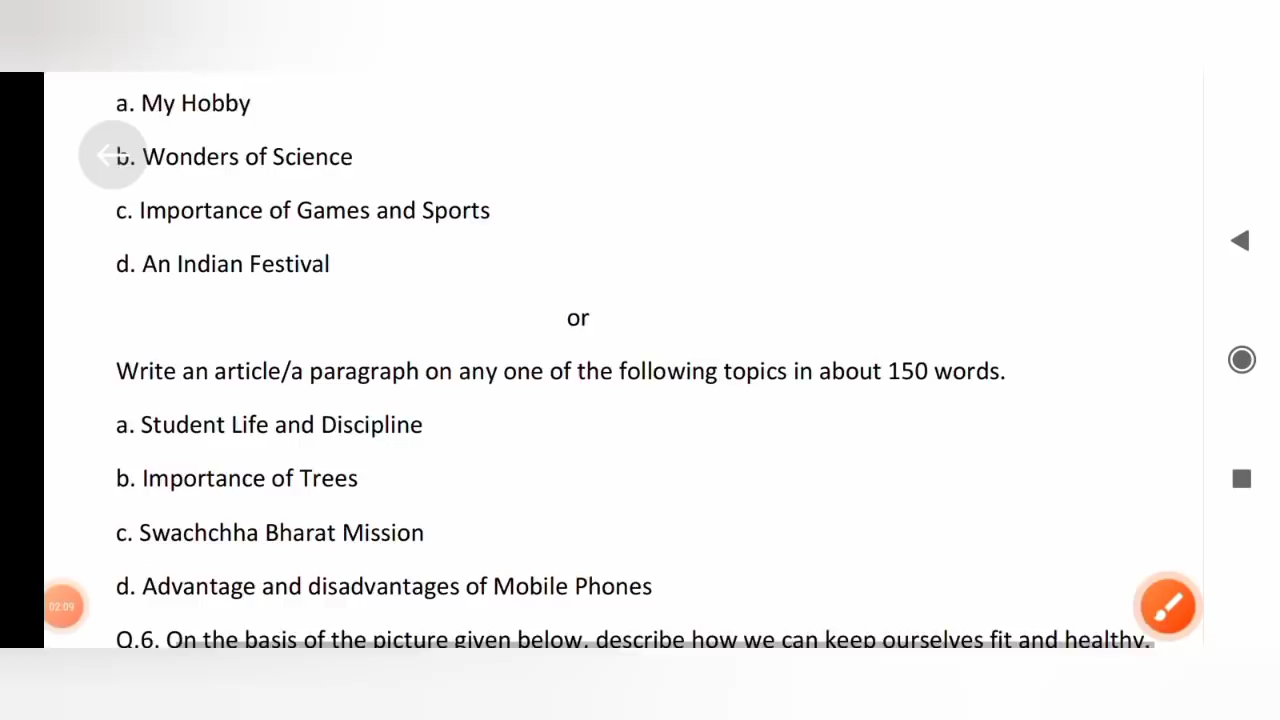 a. My Hobby
b. Wonders of Science
c. Importance of Games and Sports
d. An Indian Festival
or
Write an article/a paragraph on any one of the following topics in about 150 words.
a. Student Life and Discipline
b. Importance of Trees
c. Swachchha Bharat Mission
d. Advantage and disadvantages of Mobile Phones
02:09
Q.6. On the basis of the picture given below, describe how we can keep ourselves fit and healthy.